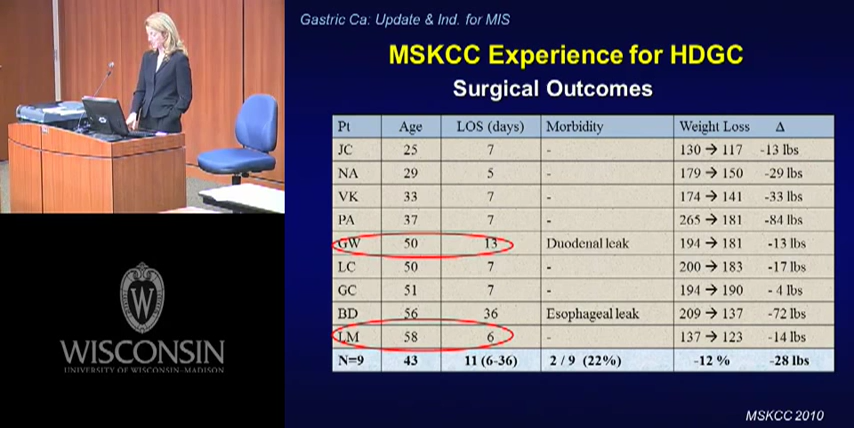 Gastric Ca: Update & Ind. for MIS
MSKCC Experience for HDGC
Surgical Outcomes
Pt Age LOS (days) Morbidity Weight Loss Δ
JC 25 7 - 130 → 117 -13 lbs
NA 29 5 - 179 → 150 -29 lbs
VK 33 7 - 174 → 141 -33 lbs
PA 37 7 - 265 → 181 -84 lbs
GW 50 13 Duodenal leak 194 → 181 -13 lbs
LC 50 7 - 200 → 183 -17 lbs
GC 51 7 - 194 → 190 - 4 lbs
BD 56 36 Esophageal leak 209 → 137 -72 lbs
LM 58 6 - 137 → 123 -14 lbs
N=9 43 11 (6-36) 2 / 9 (22%) -12 % -28 lbs
MSKCC 2010
W
WISCONSIN
UNIVERSITY OF WISCONSIN–MADISON